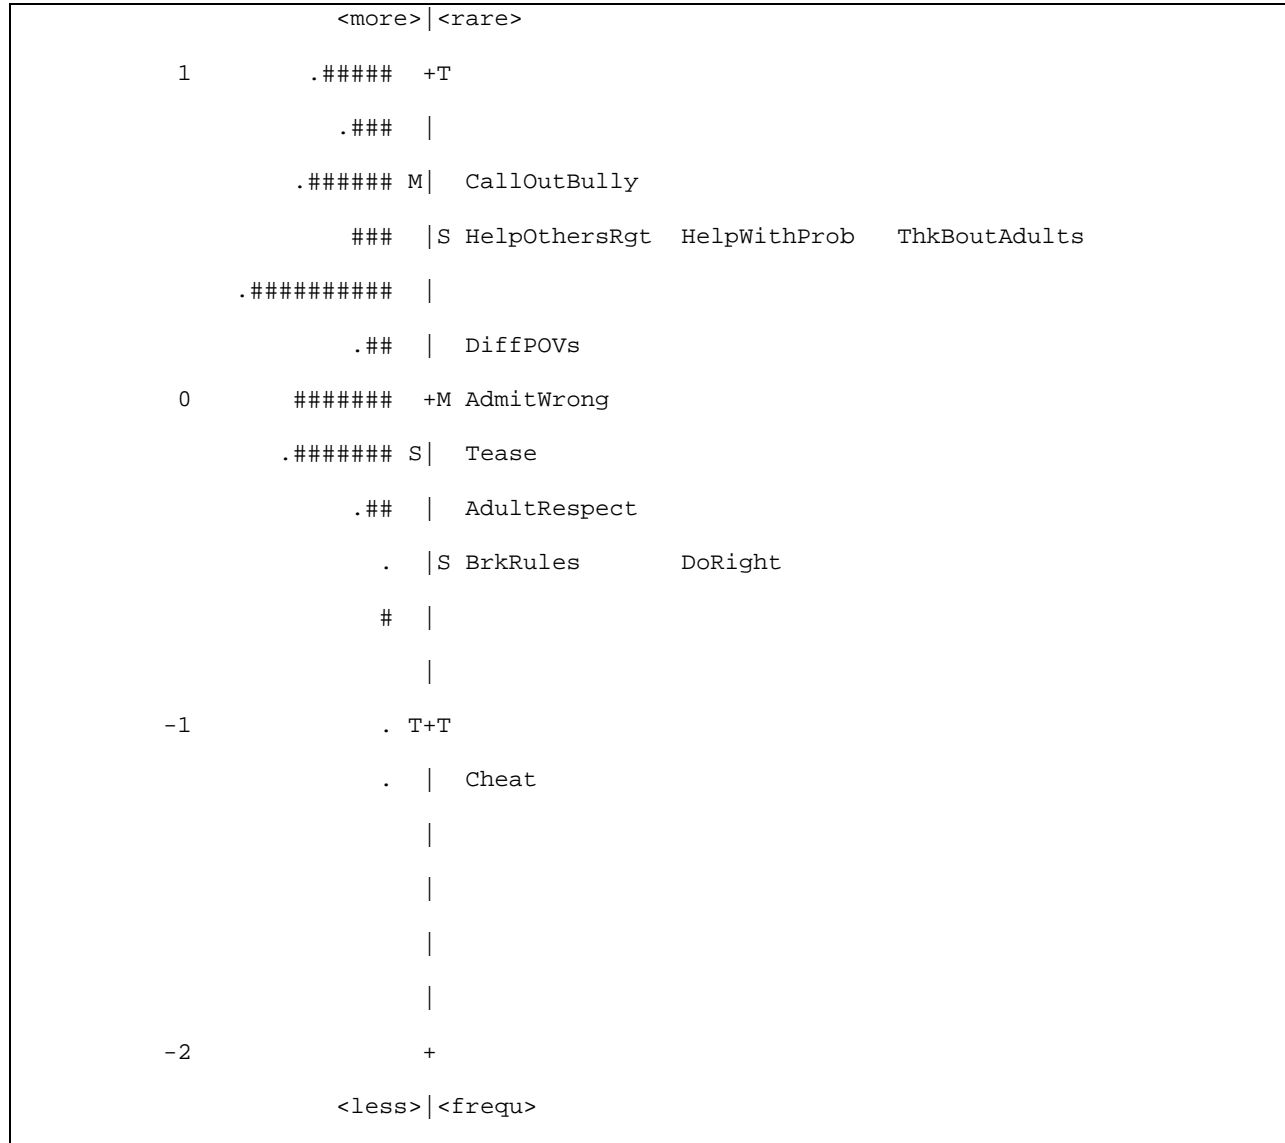 <more>|<rare>
1 .##### +T
.### |
.###### M| CallOutBully
### |S HelpOthersRgt HelpWithProb ThkBoutAdults
.########## |
.## | DiffPOVs
0 ####### +M AdmitWrong
.####### S| Tease
.## | AdultRespect
. |S BrkRules DoRight
# |
|
-1 . T+T
. | Cheat
|
|
|
|
-2 +
<less>|<frequ>